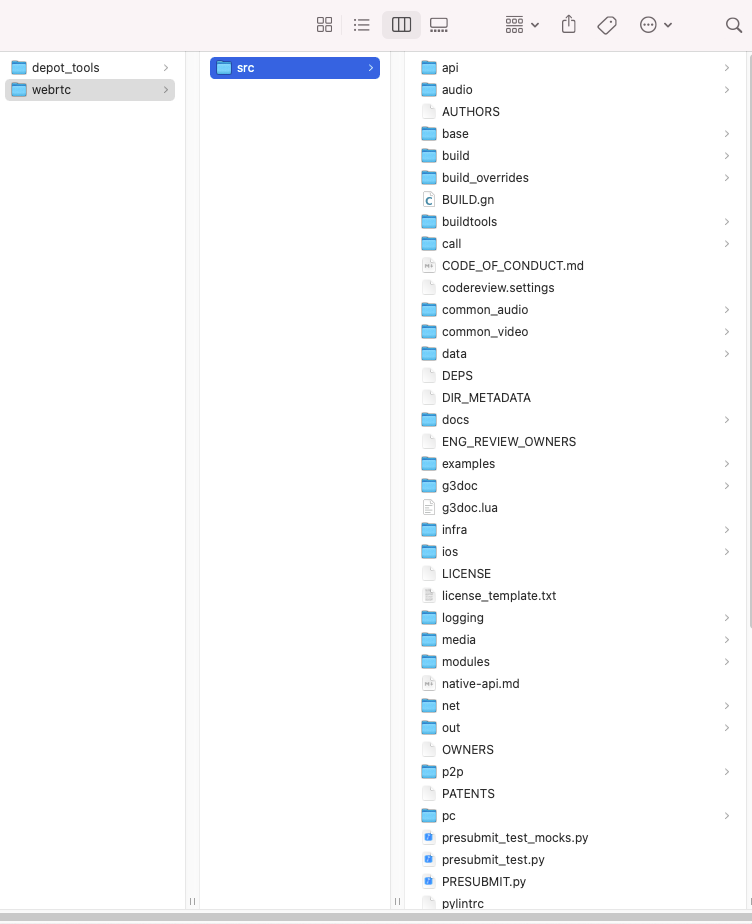 depot_tools
webrtc
src
api
audio
AUTHORS
base
build
build_overrides
BUILD.gn
buildtools
call
CODE_OF_CONDUCT.md
codereview.settings
common_audio
common_video
data
DEPS
DIR_METADATA
docs
ENG_REVIEW_OWNERS
examples
g3doc
g3doc.lua
infra
ios
LICENSE
license_template.txt
logging
media
modules
native-api.md
net
out
OWNERS
p2p
PATENTS
pc
presubmit_test_mocks.py
presubmit_test.py
PRESUBMIT.py
pylintrc